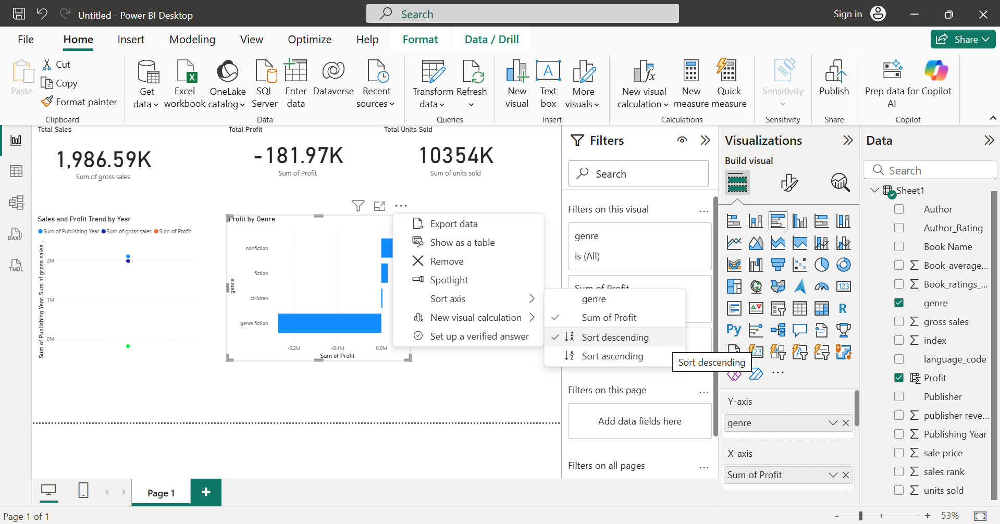 Untitled - Power BI Desktop
Search
Sign in
File
Home
Insert
Modeling
View
Optimize
Help
Format
Data / Drill
Share
Paste
Cut
Copy
Format painter
Clipboard
Get data
Excel workbook
OneLake catalog
SQL Server
Enter data
Dataverse
Recent sources
Data
Transform data
Refresh
Queries
New visual
Text box
More visuals
Insert
New visual calculation
New measure
Quick measure
Calculations
Sensitivity
Sensitivity
Publish
Share
Prep data for AI
Copilot
Copilot
Total Sales
1,986.59K
Sum of gross sales
Total Profit
-181.97K
Sum of Profit
Total Units Sold
10354K
Sum of units sold
Sales and Profit Trend by Year
Sum of Publishing Year
Sum of gross sales
Sum of Profit
Sum of Publishing Year, Sum of gross sales...
2M
1M
0M
Profit by Genre
genre
nonfiction
fiction
children
genre fiction
-0.2M
-0.1M
0.0M
Sum of Profit
Export data
Show as a table
Remove
Spotlight
Sort axis
New visual calculation
Set up a verified answer
genre
Sum of Profit
Sort descending
Sort ascending
Sort descending
Filters
Search
Filters on this visual
...
genre
is (All)
Sum of Profit
Filters on this page
...
Add data fields here
Filters on all pages
...
Visualizations
Build visual
123
R
Py
123
...
Y-axis
genre
X-axis
Sum of Profit
Data
Search
Sheet1
Author
Author_Rating
Book Name
Book_average...
Book_ratings_...
genre
gross sales
index
language_code
Profit
Publisher
publisher reve...
Publishing Year
sale price
sales rank
units sold
DAX
TMDL
Page 1
+
Page 1 of 1
-
+
53%